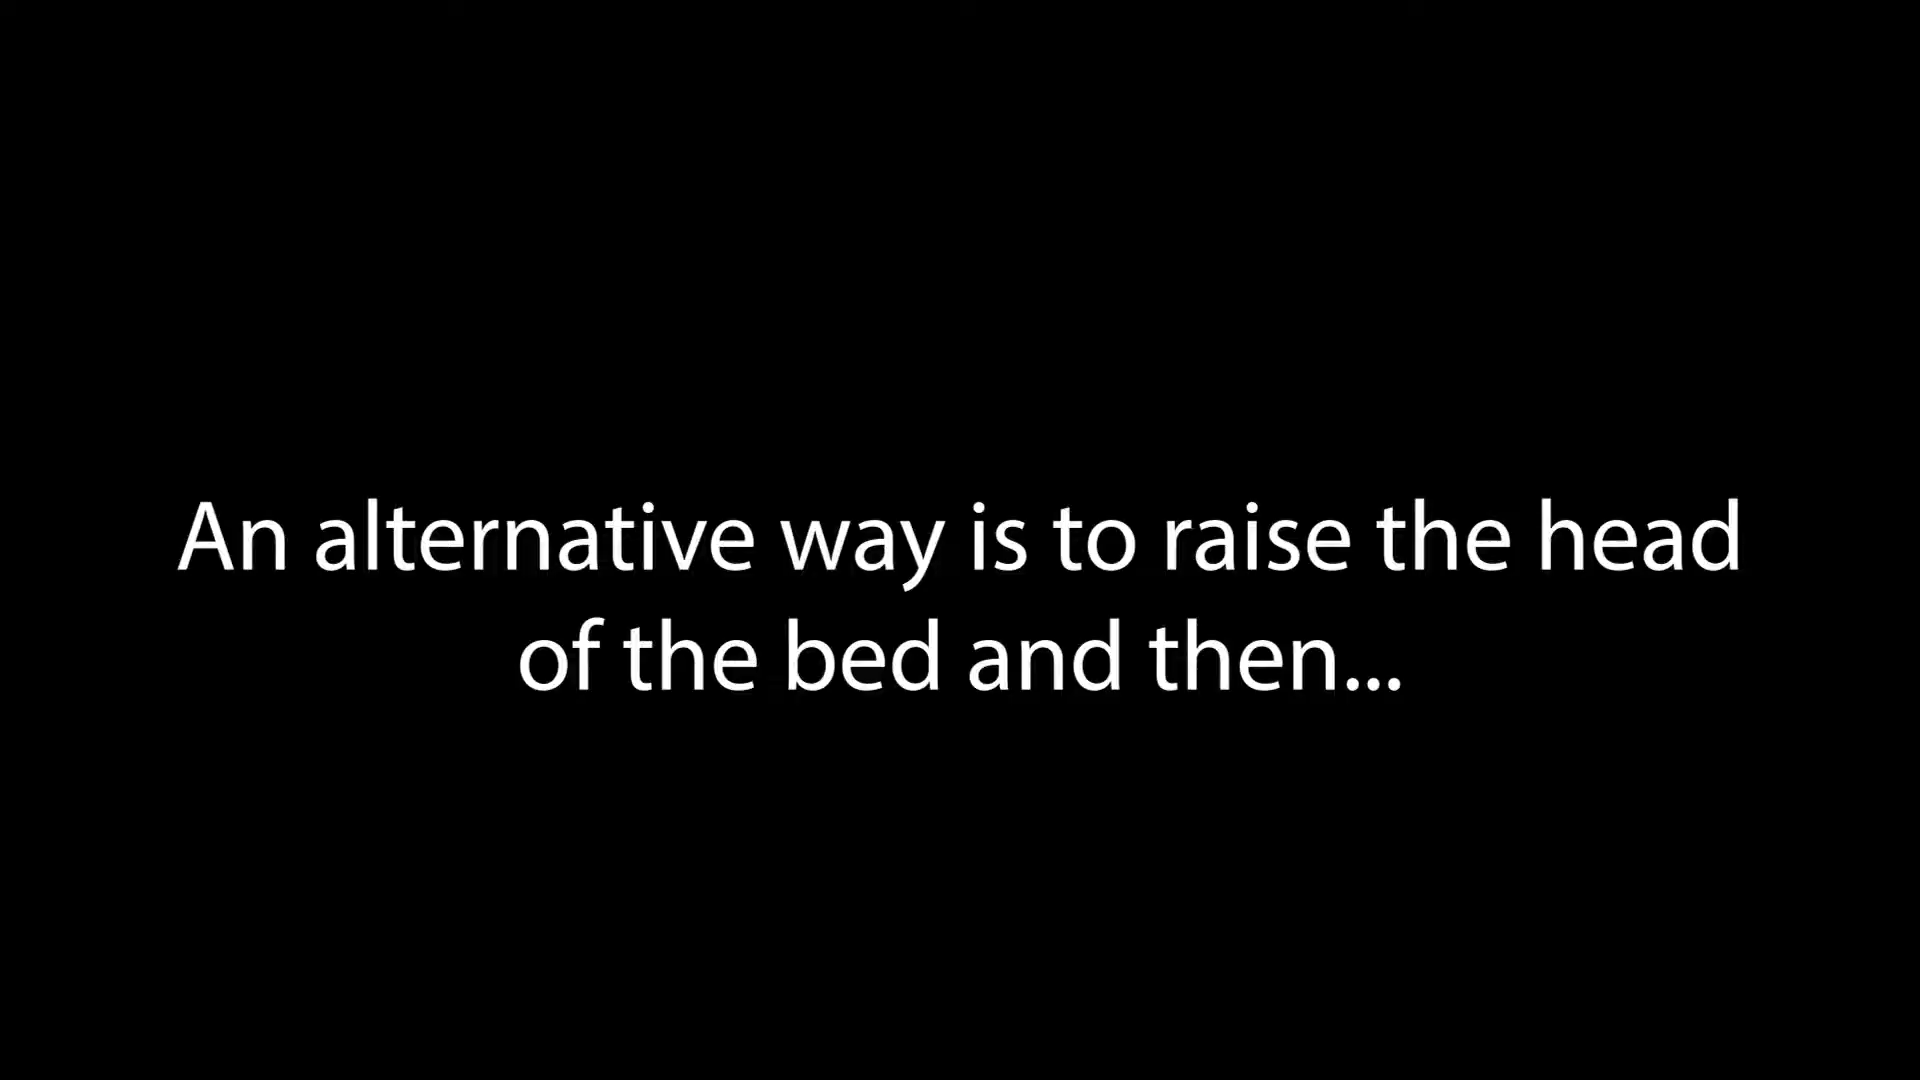 An alternative way is to raise the head
of the bed and then...